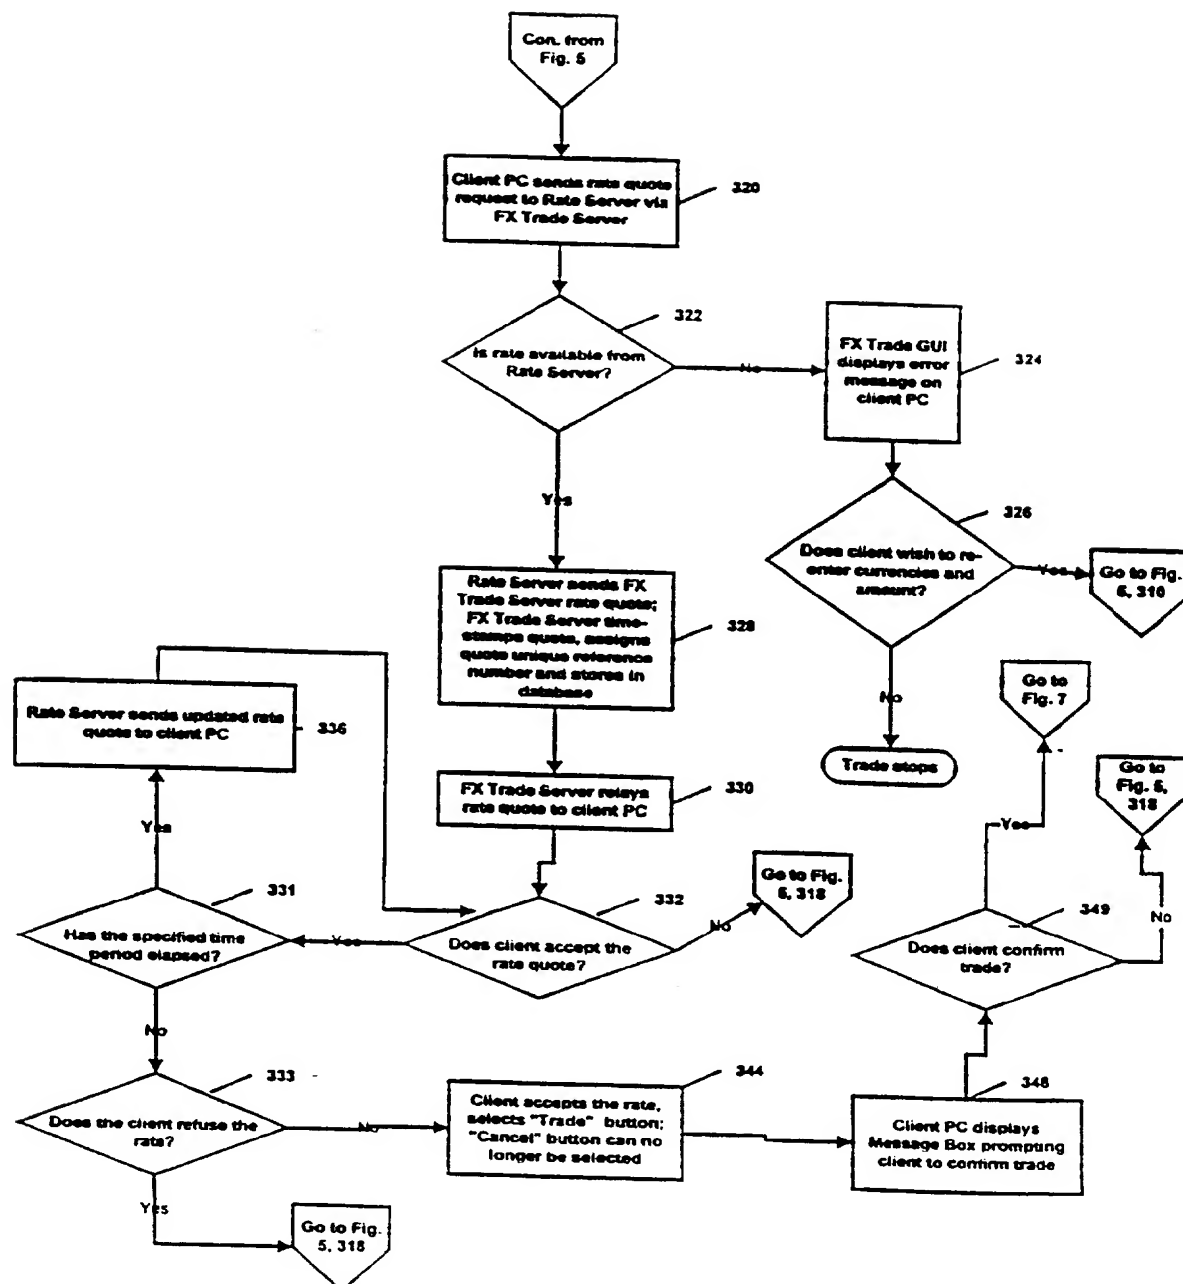 Con. from
Fig. 5
Client PC sends rate quote
request to Rate Server via
FX Trade Server
320
322
Is rate available from
Rate Server?
No
FX Trade GUI
displays error
message on
client PC
324
Yes
326
Does client wish to re-
enter currencies and
amount?
Yes
Go to Fig.
5, 310
Rate Server sends FX
Trade Server rate quote;
FX Trade Server time-
stamps quote, assigns
quote unique reference
number and stores in
database
328
No
Trade stops
Go to
Fig. 7
Rate Server sends updated rate
quote to client PC
336
FX Trade Server relays
rate quote to client PC
330
Go to
Fig. 5,
318
Yes
Yes
331
Has the specified time
period elapsed?
Yes
332
Does client accept the
rate quote?
No
Go to Fig.
5, 318
349
Does client confirm
trade?
No
No
333
Does the client refuse the
rate?
No
344
Client accepts the rate,
selects "Trade" button;
"Cancel" button can no
longer be selected
348
Client PC displays
Message Box prompting
client to confirm trade
Yes
Go to Fig.
5, 318